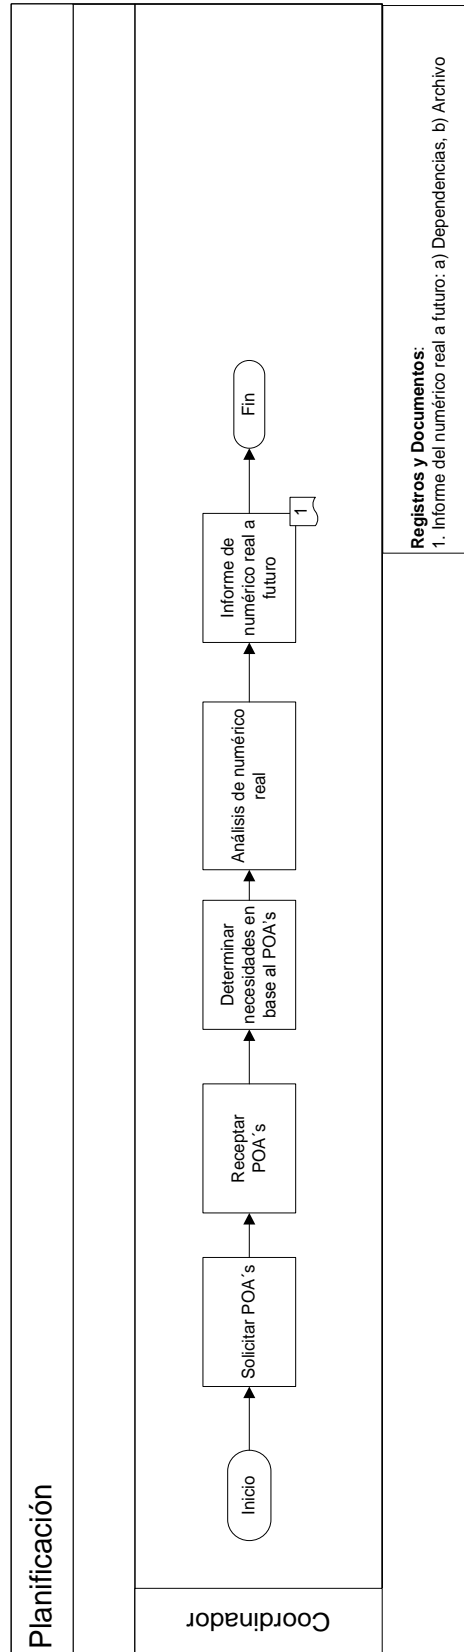 Planificación
Coordinador
Inicio
Solicitar POA´s
Receptar
POA´s
Determinar
necesidades en
base al POA's
Análisis de numérico
real
Informe de
numérico real a
futuro
1
Fin
Registros y Documentos:
1. Informe del numérico real a futuro: a) Dependencias, b) Archivo